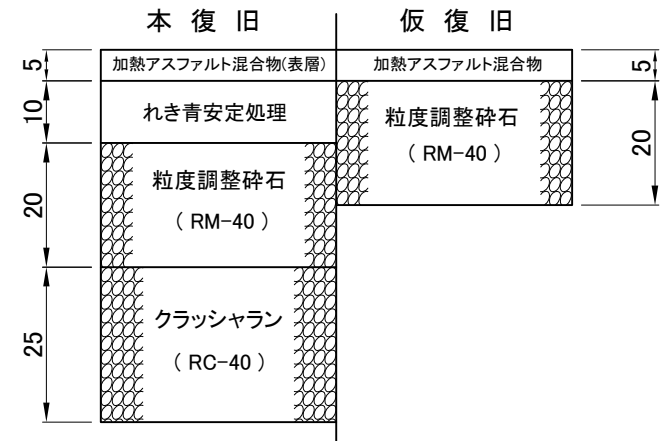 本復旧
仮復旧
5
加熱アスファルト混合物(表層)
加熱アスファルト混合物
5
10
れき青安定処理
粒度調整砕石
( RM-40 )
20
20
粒度調整砕石
( RM-40 )
25
クラッシャラン
( RC-40 )